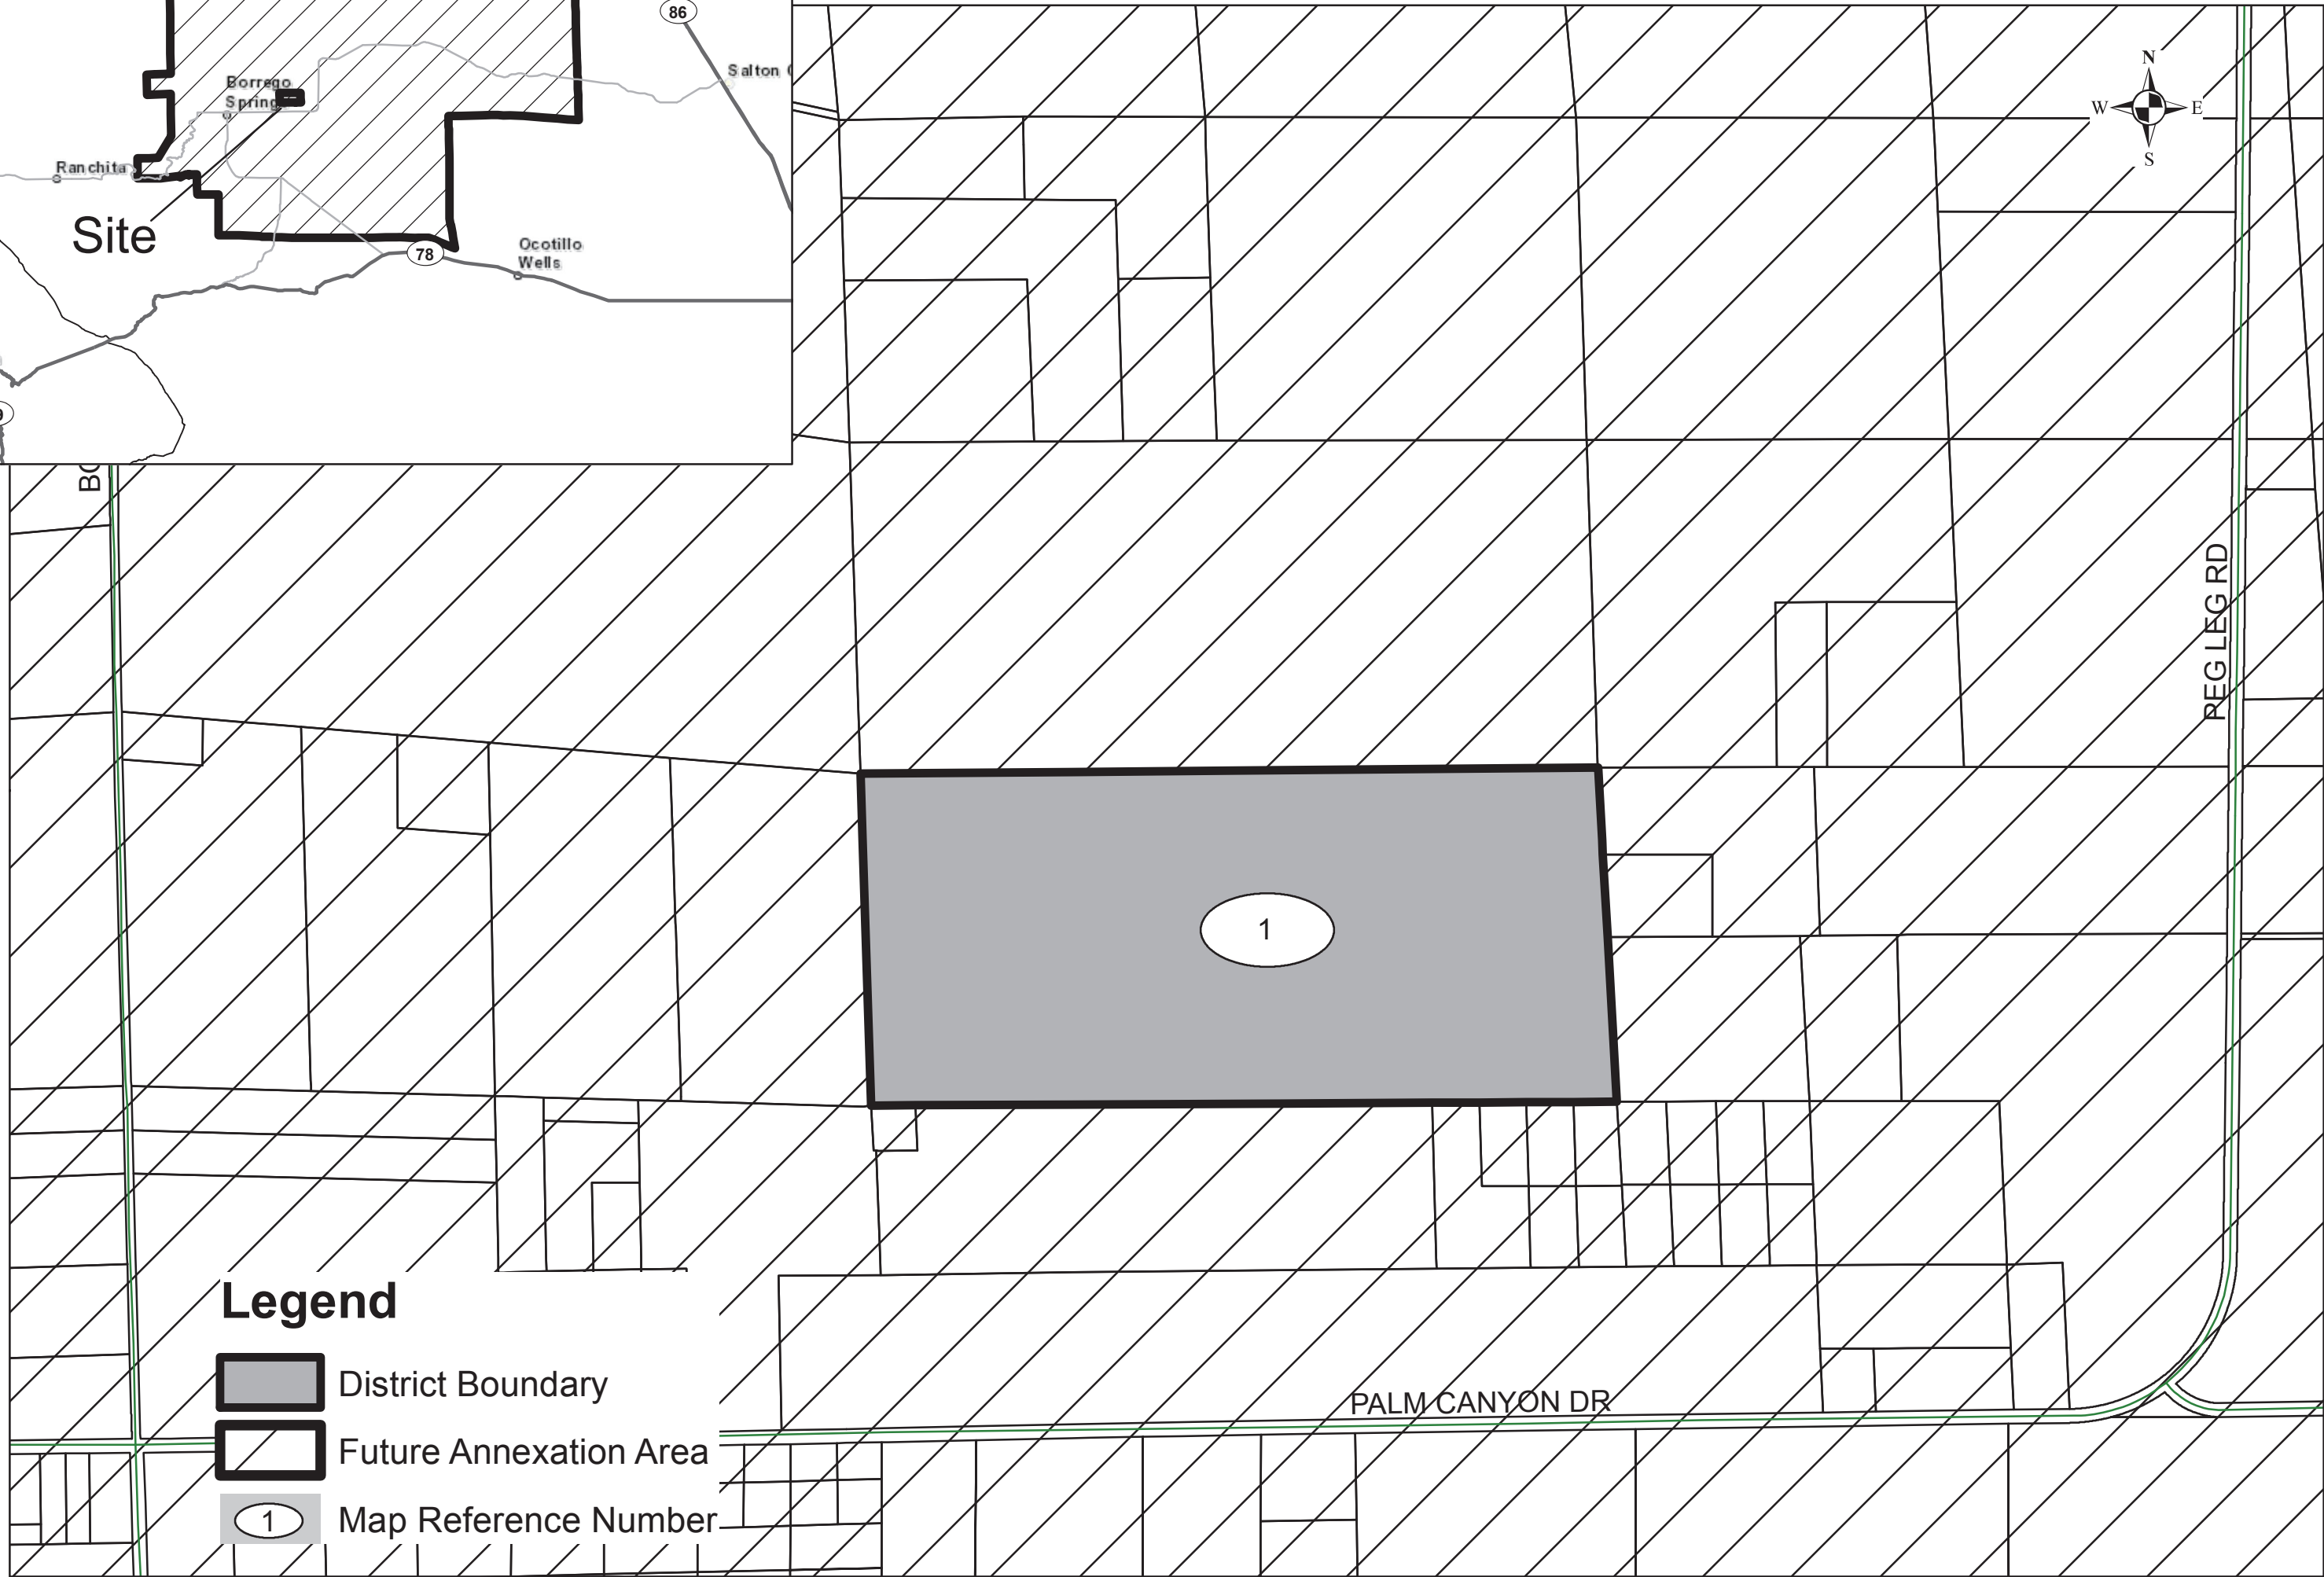 86
Salton
Borrego
Springs
Ranchita
Site
78
Ocotillo
Wells
N
W E
S
PEG LEG RD
1
PALM CANYON DR
Legend
District Boundary
Future Annexation Area
1 Map Reference Number